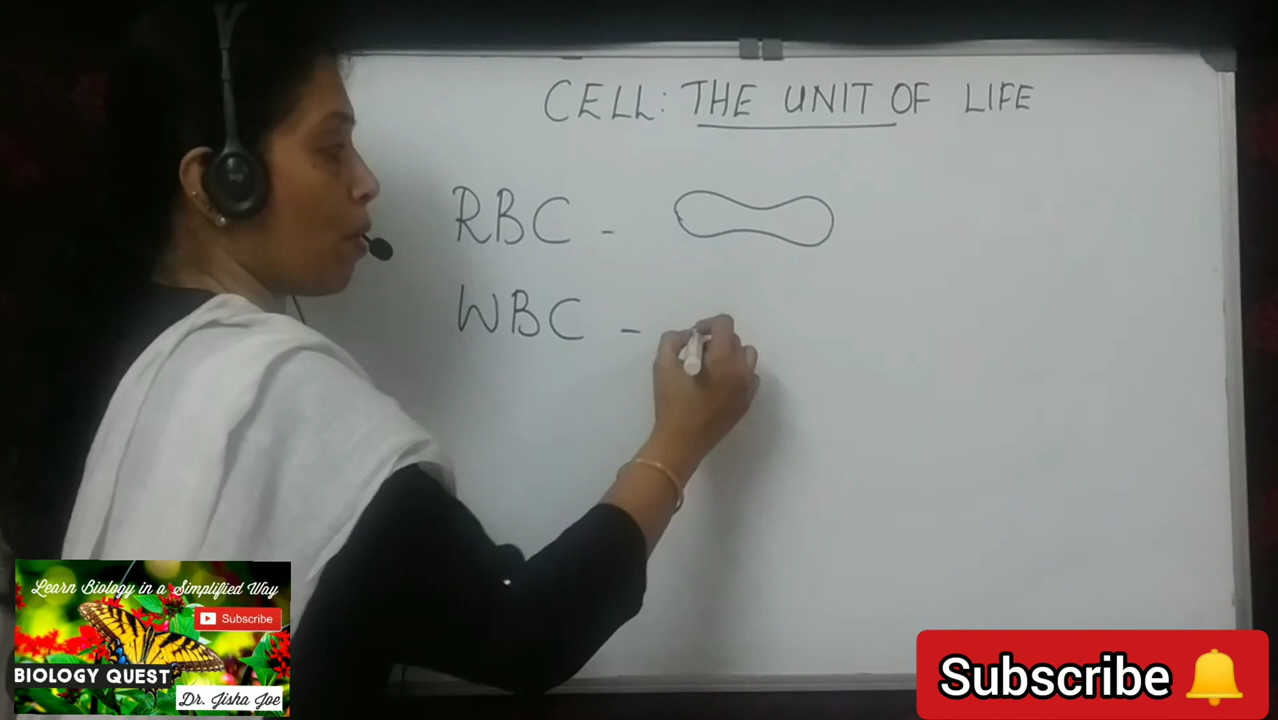 CELL: THE UNIT OF LIFE
RBC -
WBC -
Learn Biology in a Simplified Way
Subscribe
BIOLOGY QUEST
Dr. Jisha Joe
Subscribe